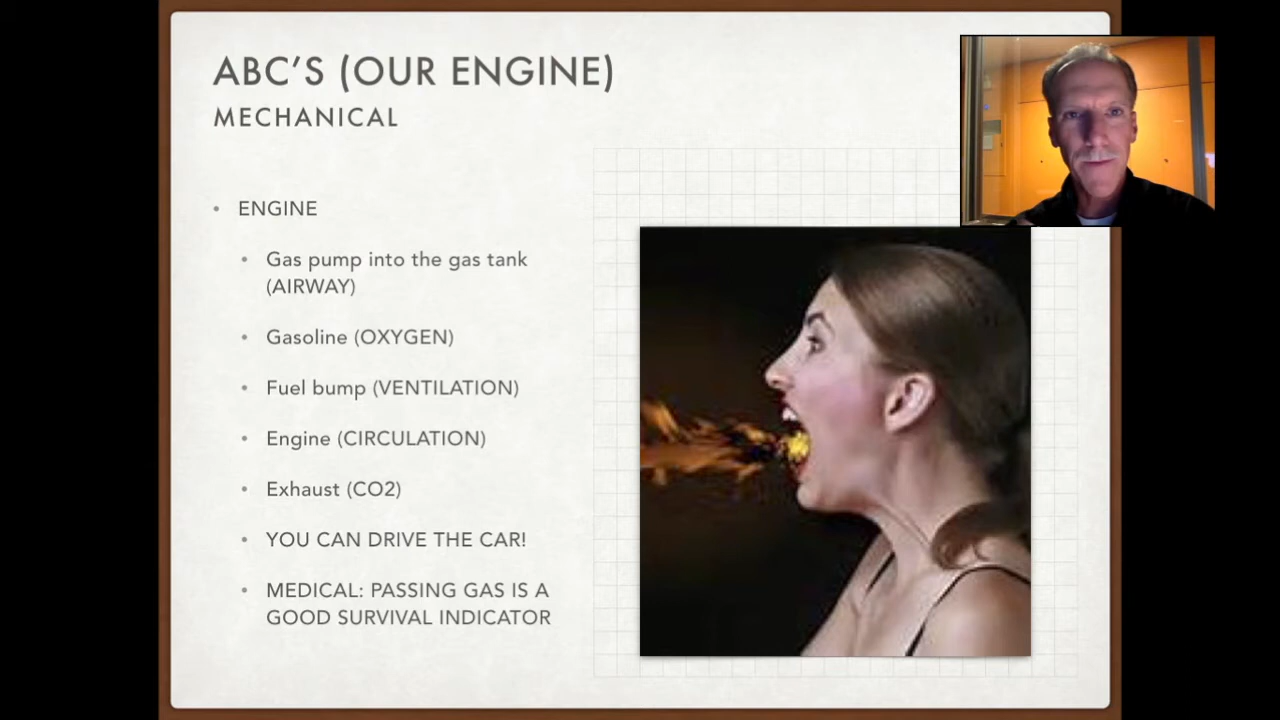 ABC'S (OUR ENGINE)
MECHANICAL
• ENGINE
• Gas pump into the gas tank
(AIRWAY)
• Gasoline (OXYGEN)
• Fuel bump (VENTILATION)
• Engine (CIRCULATION)
• Exhaust (CO2)
• YOU CAN DRIVE THE CAR!
• MEDICAL: PASSING GAS IS A
GOOD SURVIVAL INDICATOR